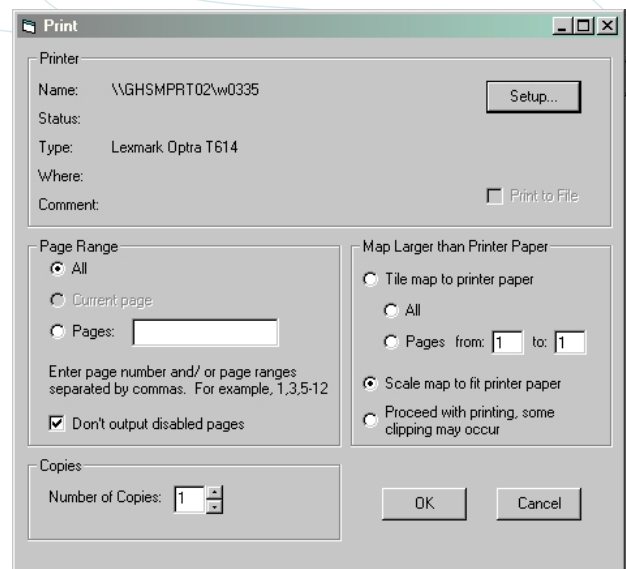 Print
Printer
Name: \\GHSMPRT02\w0335
Setup...
Status:
Type: Lexmark Optra T614
Where:
Comment:
Print to File
Page Range
All
Current page
Pages:
Enter page number and/ or page ranges
separated by commas. For example, 1,3,5-12
Don't output disabled pages
Map Larger than Printer Paper
Tile map to printer paper
All
Pages from: 1 to: 1
Scale map to fit printer paper
Proceed with printing, some
clipping may occur
Copies
Number of Copies: 1
OK
Cancel